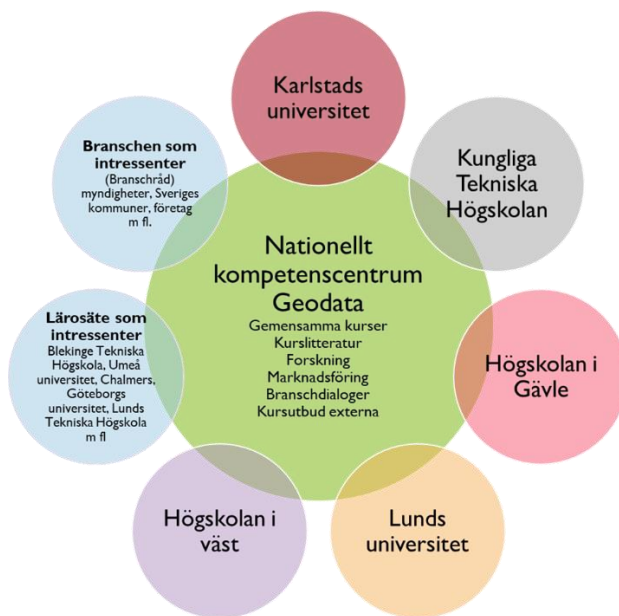 Karlstads
universitet
Kungliga
Tekniska
Högskolan
Högskolan i
Gävle
Lunds
universitet
Högskolan i
väst
Lärosäte som
intressenter
Blekinge Tekniska
Högskola, Umeå
universitet, Chalmers,
Göteborgs
universitet, Lunds
Tekniska Högskola
m fl
Branschen som
intressenter
(Branschråd)
myndigheter, Sveriges
kommuner, företag
m fl.
Nationellt
kompetenscentrum
Geodata
Gemensamma kurser
Kurslitteratur
Forskning
Marknadsföring
Branschdialoger
Kursutbud externa